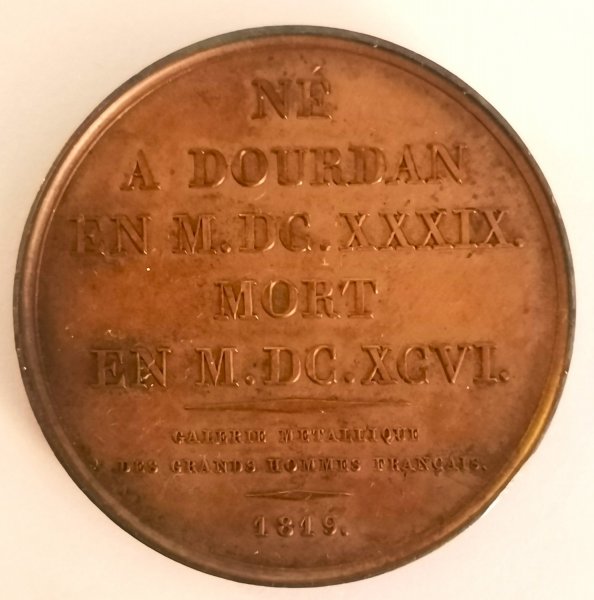 NÉ
A DOURDAN
EN M.DC.XXXIX.
MORT
EN M.DC.XCVI.
GALERIE METALLIQUE
DES GRANDS HOMMES FRANÇAIS.
1819.